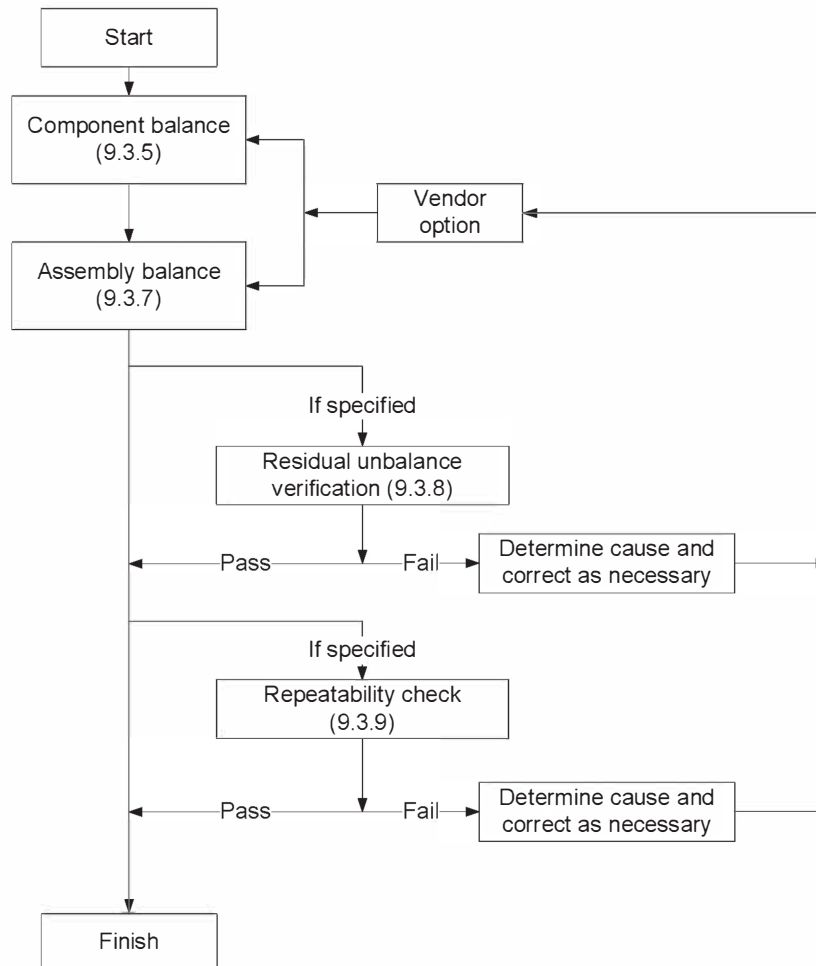 Start
Component balance
(9.3.5)
Vendor
option
Assembly balance
(9.3.7)
If specified
Residual unbalance
verification (9.3.8)
Pass
Fail
Determine cause and
correct as necessary
If specified
Repeatability check
(9.3.9)
Pass
Fail
Determine cause and
correct as necessary
Finish